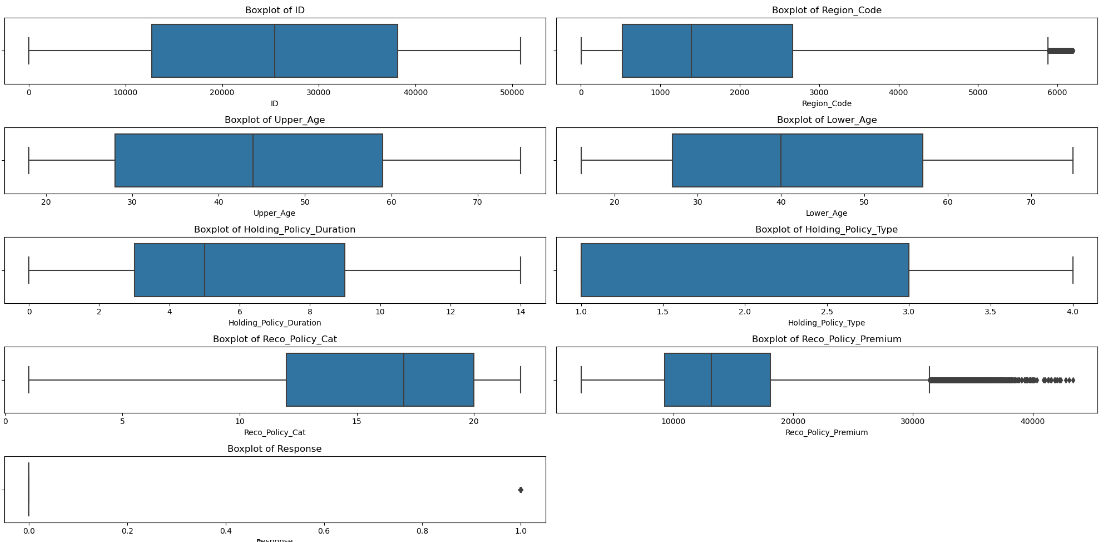 Boxplot of ID
0 10000 20000 30000 40000 50000
ID
Boxplot of Region_Code
0 1000 2000 3000 4000 5000 6000
Region_Code
Boxplot of Upper_Age
20 30 40 50 60 70
Upper_Age
Boxplot of Lower_Age
20 30 40 50 60 70
Lower_Age
Boxplot of Holding_Policy_Duration
0 2 4 6 8 10 12 14
Holding_Policy_Duration
Boxplot of Holding_Policy_Type
1.0 1.5 2.0 2.5 3.0 3.5 4.0
Holding_Policy_Type
Boxplot of Reco_Policy_Cat
0 5 10 15 20
Reco_Policy_Cat
Boxplot of Reco_Policy_Premium
10000 20000 30000 40000
Reco_Policy_Premium
Boxplot of Response
0.0 0.2 0.4 0.6 0.8 1.0
Response